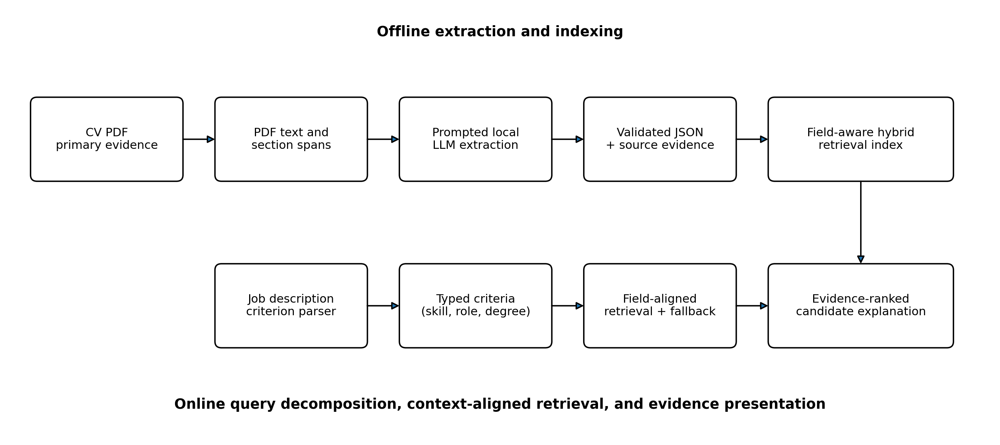 Offline extraction and indexing
CV PDF
primary evidence
PDF text and
section spans
Prompted local
LLM extraction
Validated JSON
+ source evidence
Field-aware hybrid
retrieval index
Job description
criterion parser
Typed criteria
(skill, role, degree)
Field-aligned
retrieval + fallback
Evidence-ranked
candidate explanation
Online query decomposition, context-aligned retrieval, and evidence presentation